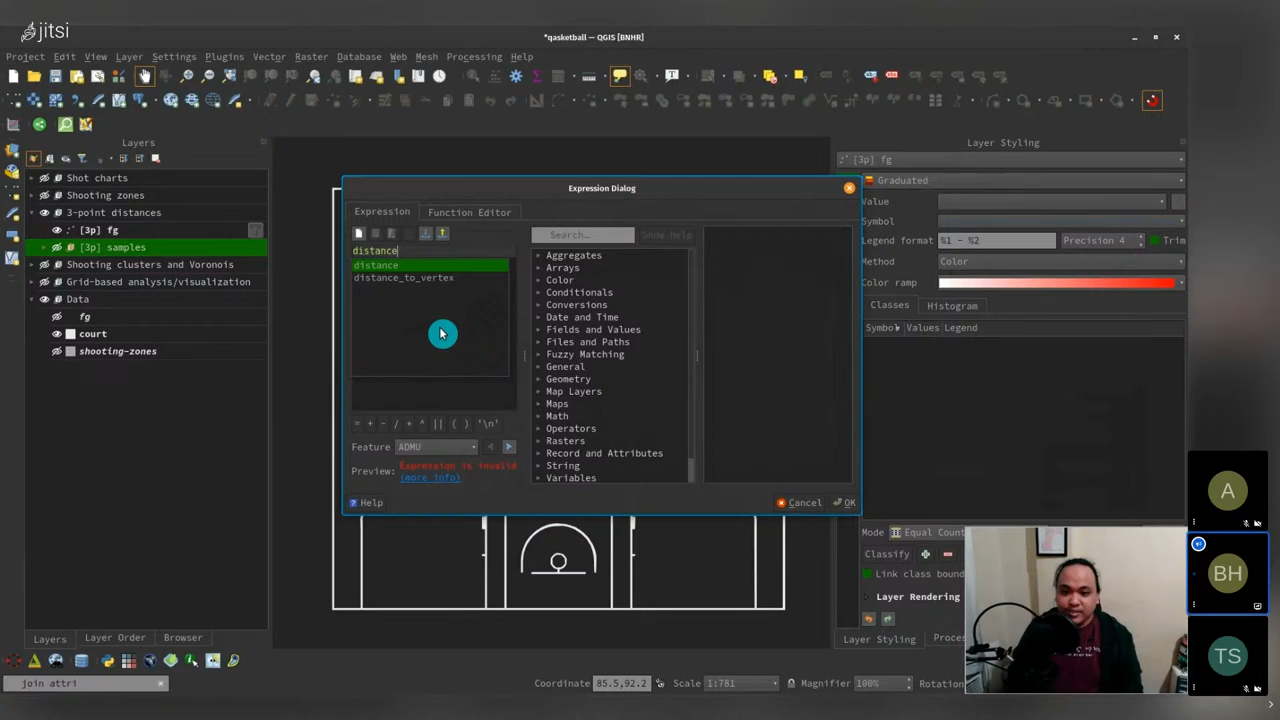 jitsi
*qasketball — QGIS [BNHR]
Project Edit View Layer Settings Plugins Vector Raster Database Web Mesh Processing Help
Layers
Layer Styling
Shot charts
Shooting zones
3-point distances
[3p] fg
[3p] samples
Shooting clusters and Voronois
Grid-based analysis/visualization
Data
fg
court
shooting-zones
[3p] fg
Graduated
Value
Symbol
Legend format %1 - %2 Precision 4 Trim
Method Color
Color ramp
Classes Histogram
Symbol Values Legend
Expression Dialog
Expression Function Editor
Search... Show Help
distance
distance
distance_to_vertex
Aggregates
Arrays
Color
Conditionals
Conversions
Date and Time
Fields and Values
Files and Paths
Fuzzy Matching
General
Geometry
Map Layers
Maps
Math
Operators
Rasters
Record and Attributes
String
Variables
= + - / * ^ || ( ) '\n'
Feature ADMU
Preview: Expression is invalid
(more info)
Help Cancel OK
Mode Equal Count
Classify
Link class bound
Layer Rendering
Layers Layer Order Browser
Layer Styling Proces
join attri
Coordinate 85.5,92.2 Scale 1:781 Magnifier 100% Rotation
A
BH
TS